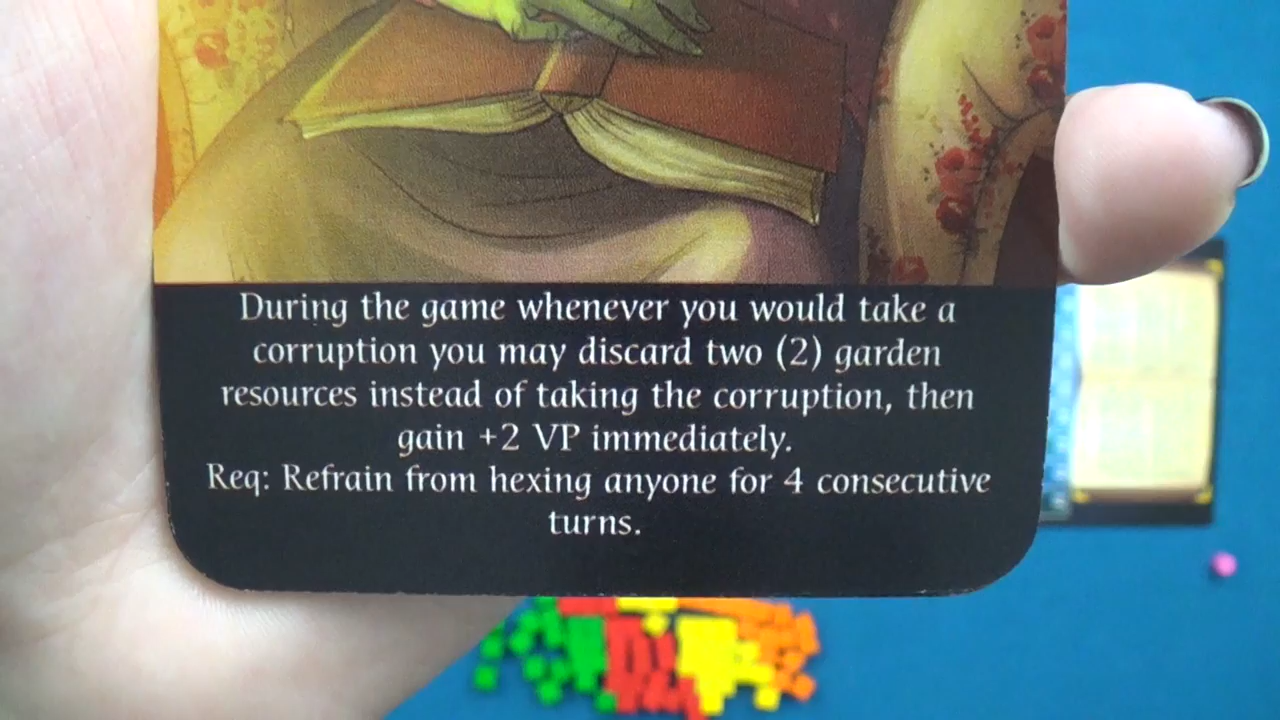 During the game whenever you would take a
corruption you may discard two (2) garden
resources instead of taking the corruption, then
gain +2 VP immediately.
Req: Refrain from hexing anyone for 4 consecutive
turns.